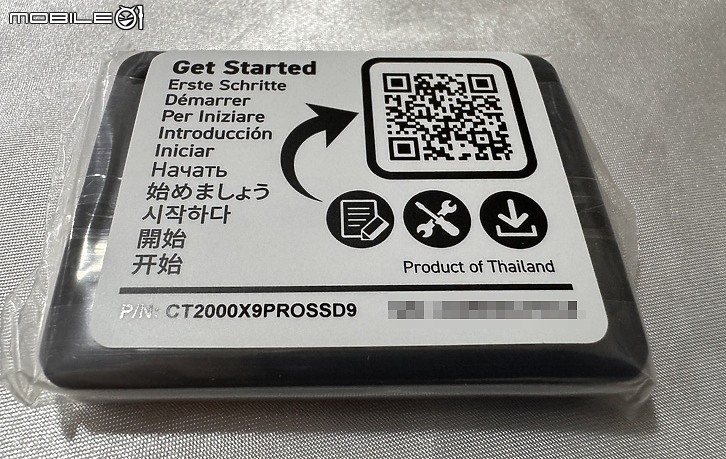 MOBILE01
Get Started
Erste Schritte
Démarrer
Per Iniziare
Introducción
Iniciar
Начать
始めましょう
시작하다
開始
开始
Product of Thailand
P/N: CT2000X9PROSSD9